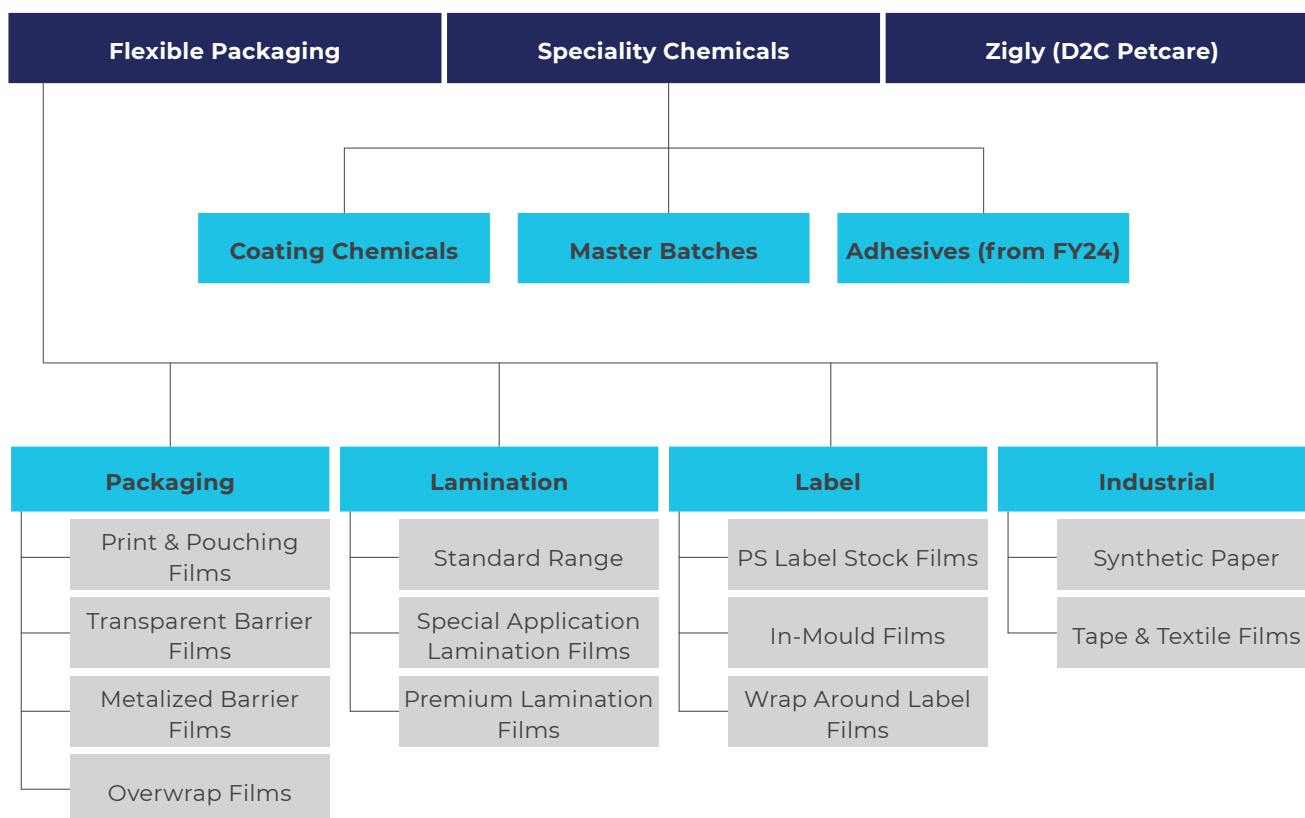 Flexible Packaging
Speciality Chemicals
Zigly (D2C Petcare)
Coating Chemicals
Master Batches
Adhesives (from FY24)
Packaging
Print & Pouching
Films
Transparent Barrier
Films
Metalized Barrier
Films
Overwrap Films
Lamination
Standard Range
Special Application
Lamination Films
Premium Lamination
Films
Label
PS Label Stock Films
In-Mould Films
Wrap Around Label
Films
Industrial
Synthetic Paper
Tape & Textile Films